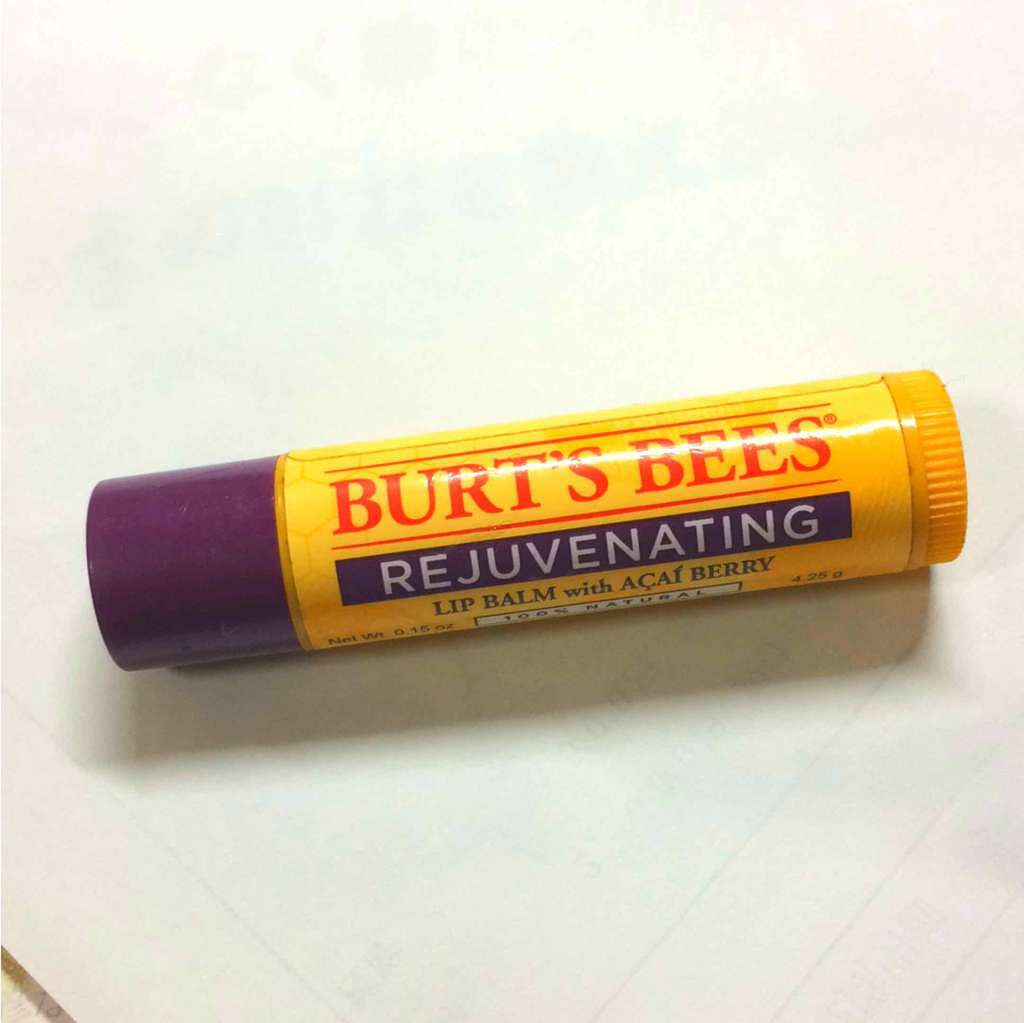 BURT'S BEES®
REJUVENATING
LIP BALM with AÇAÍ BERRY
Net Wt. 0.15 oz 100% NATURAL 4.25 g